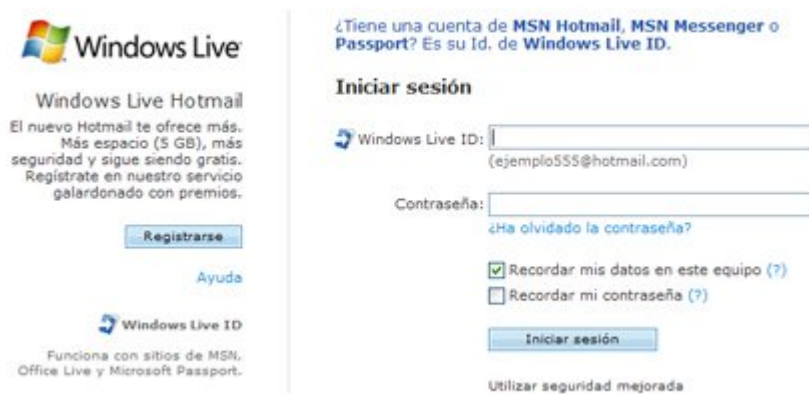 Windows Live
Windows Live Hotmail
El nuevo Hotmail te ofrece más.
Más espacio (5 GB), más
seguridad y sigue siendo gratis.
Regístrate en nuestro servicio
galardonado con premios.
Registrarse
Ayuda
Windows Live ID
Funciona con sitios de MSN,
Office Live y Microsoft Passport.
¿Tiene una cuenta de MSN Hotmail, MSN Messenger o
Passport? Es su Id. de Windows Live ID.
Iniciar sesión
Windows Live ID:
(ejemplo555@hotmail.com)
Contraseña:
¿Ha olvidado la contraseña?
Recordar mis datos en este equipo (?)
Recordar mi contraseña (?)
Iniciar sesión
Utilizar seguridad mejorada